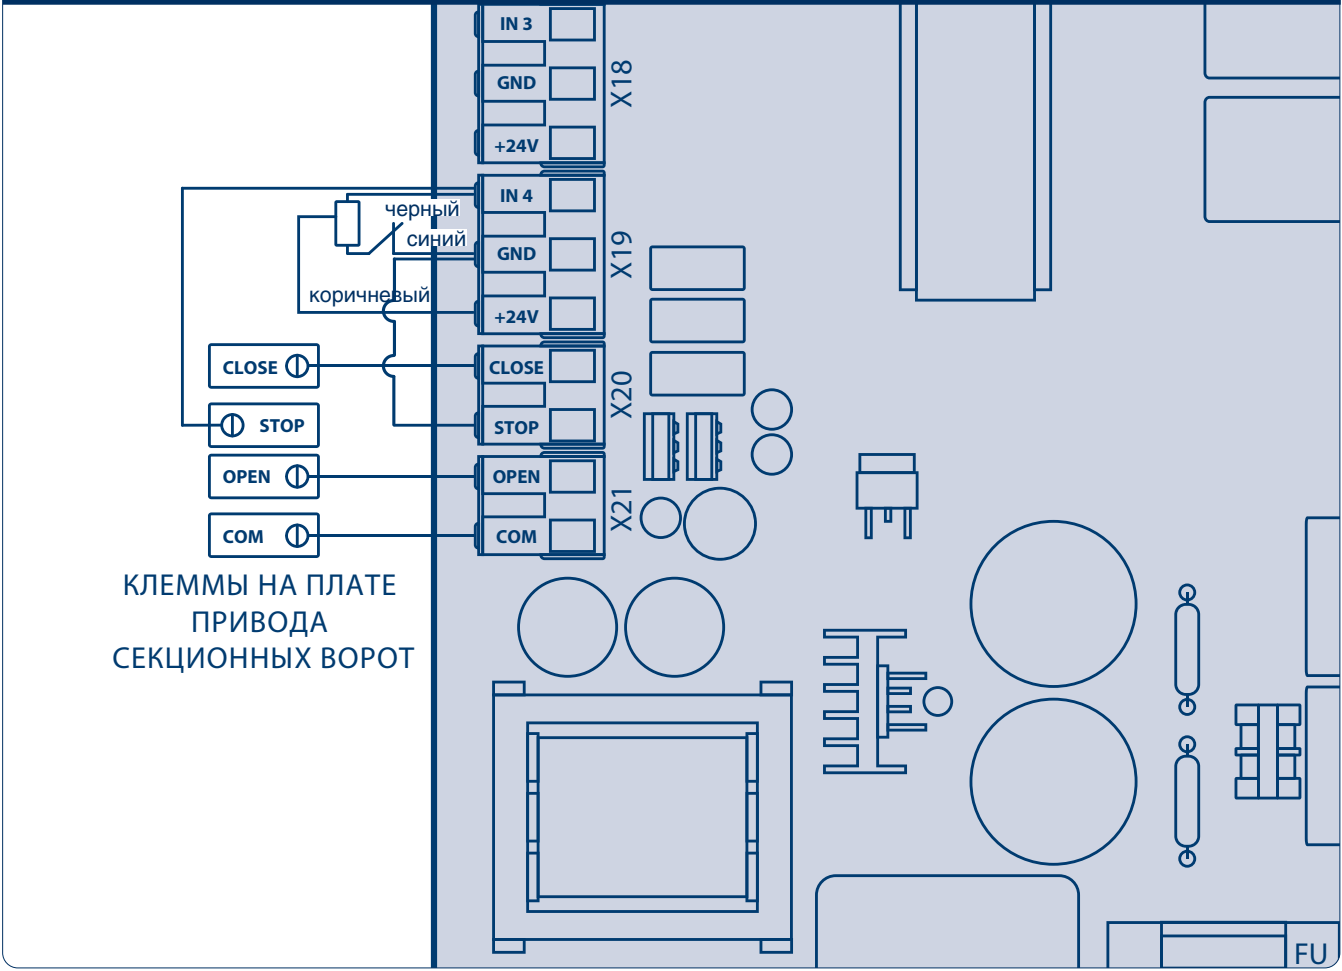 IN 3
GND
+24V
X18
IN 4
черный
синий
GND
X19
коричневый
+24V
CLOSE
CLOSE
X20
STOP
STOP
OPEN
OPEN
X21
COM
COM
КЛЕММЫ НА ПЛАТЕ
ПРИВОДА
СЕКЦИОННЫХ ВОРОТ
FU